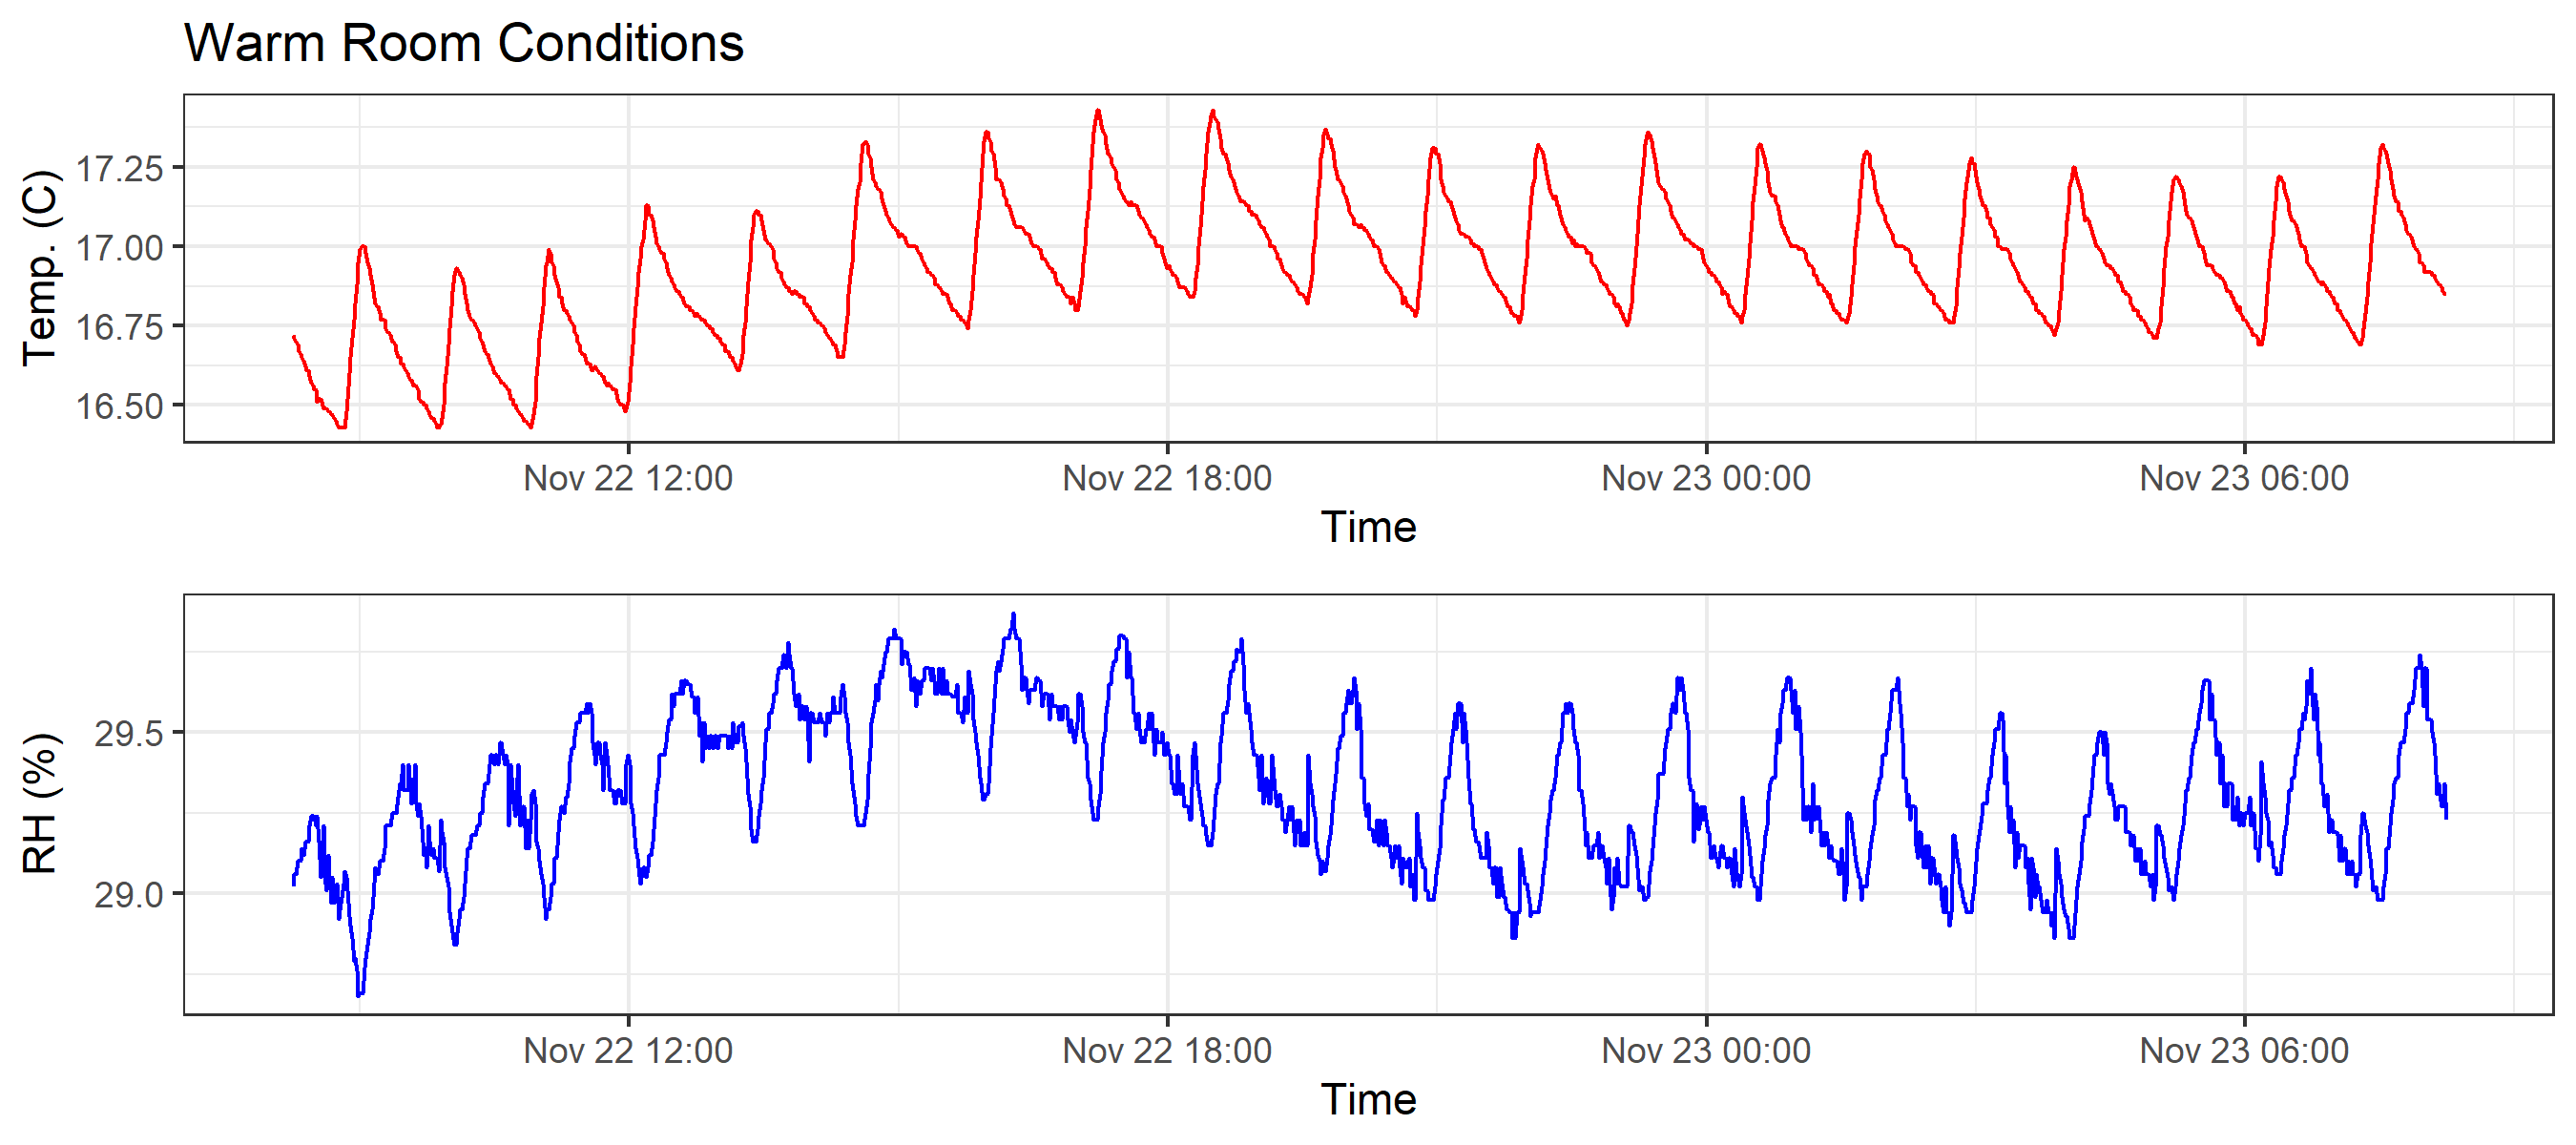 Warm Room Conditions
Temp. (C)
17.25
17.00
16.75
16.50
Nov 22 12:00 Nov 22 18:00 Nov 23 00:00 Nov 23 06:00
Time
RH (%)
29.5
29.0
Nov 22 12:00 Nov 22 18:00 Nov 23 00:00 Nov 23 06:00
Time